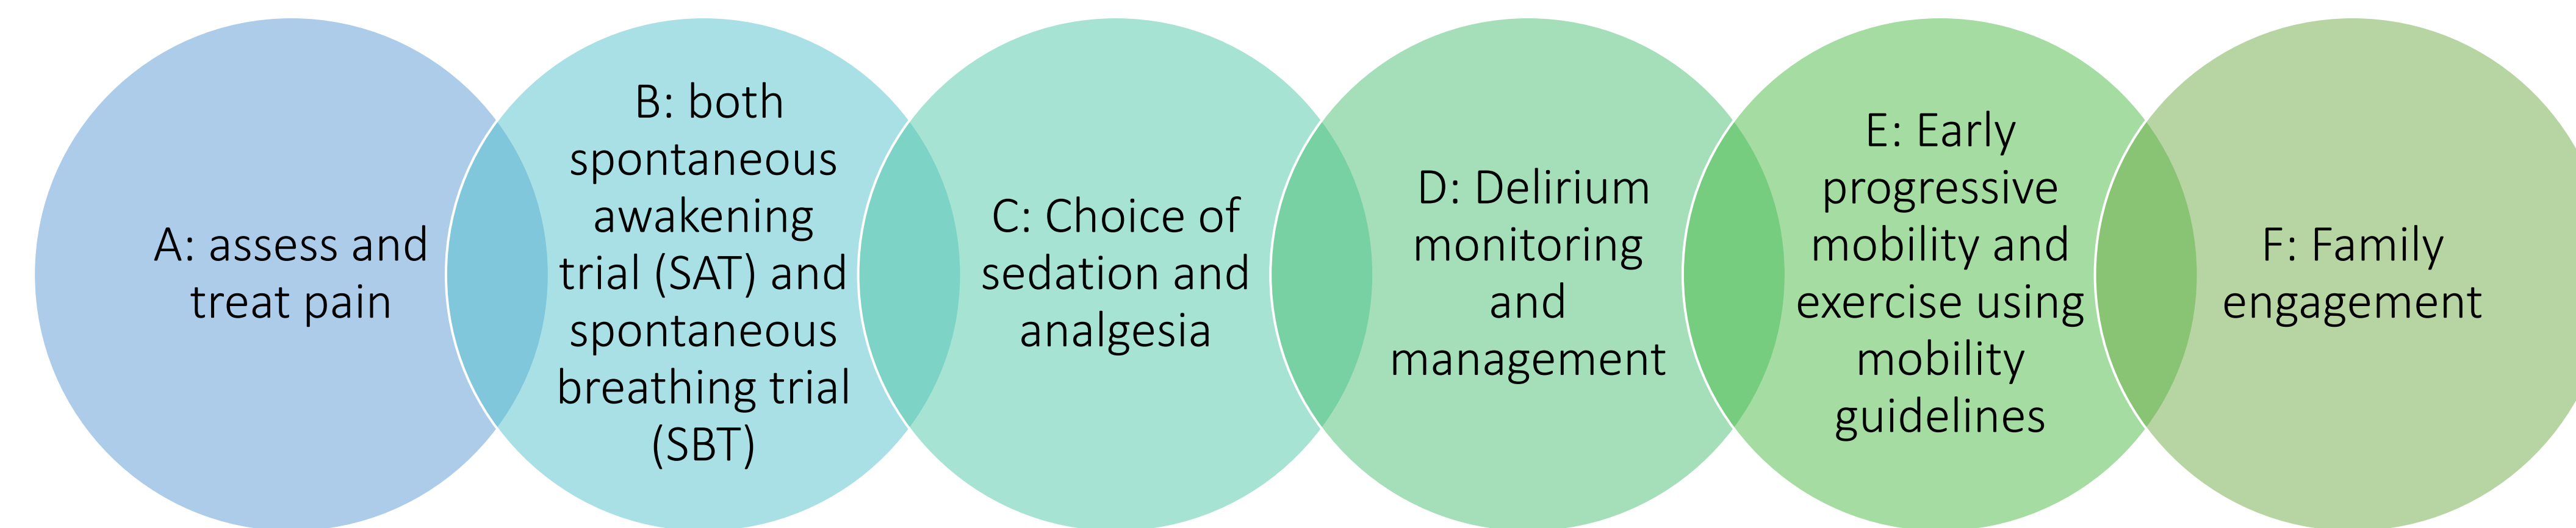 A: assess and
treat pain
B: both
spontaneous
awakening
trial (SAT) and
spontaneous
breathing trial
(SBT)
C: Choice of
sedation and
analgesia
D: Delirium
monitoring
and
management
E: Early
progressive
mobility and
exercise using
mobility
guidelines
F: Family
engagement